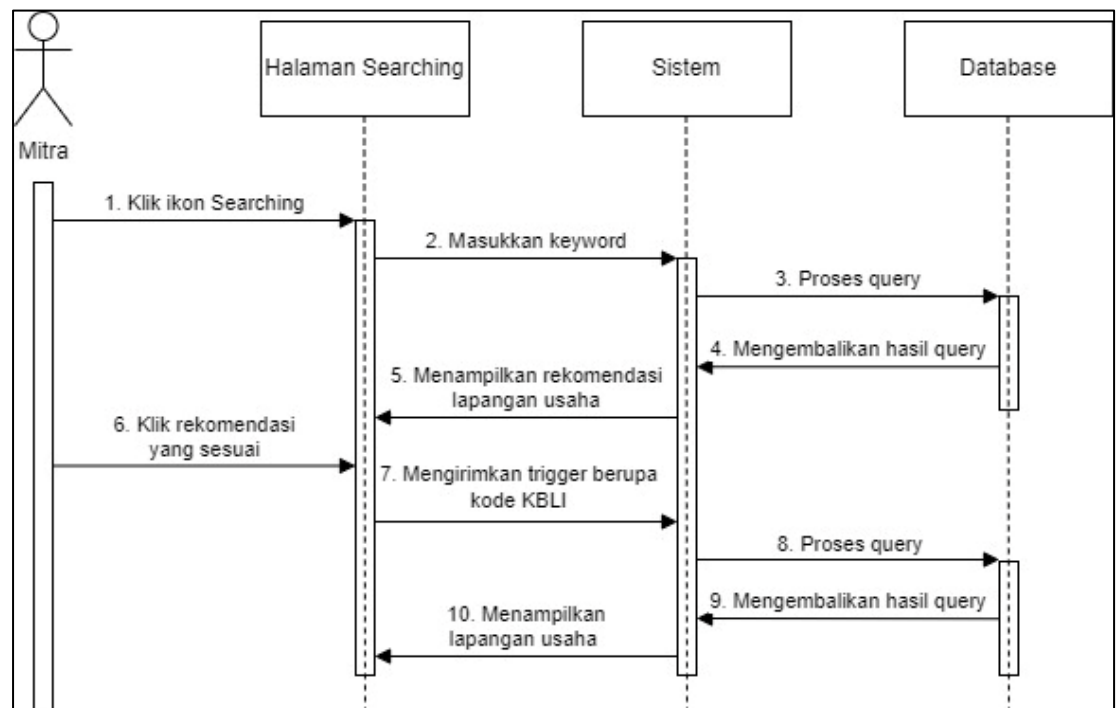 Halaman Searching
Sistem
Database
Mitra
1. Klik ikon Searching
2. Masukkan keyword
3. Proses query
4. Mengembalikan hasil query
5. Menampilkan rekomendasi
lapangan usaha
6. Klik rekomendasi
yang sesuai
7. Mengirimkan trigger berupa
kode KBLI
8. Proses query
9. Mengembalikan hasil query
10. Menampilkan
lapangan usaha